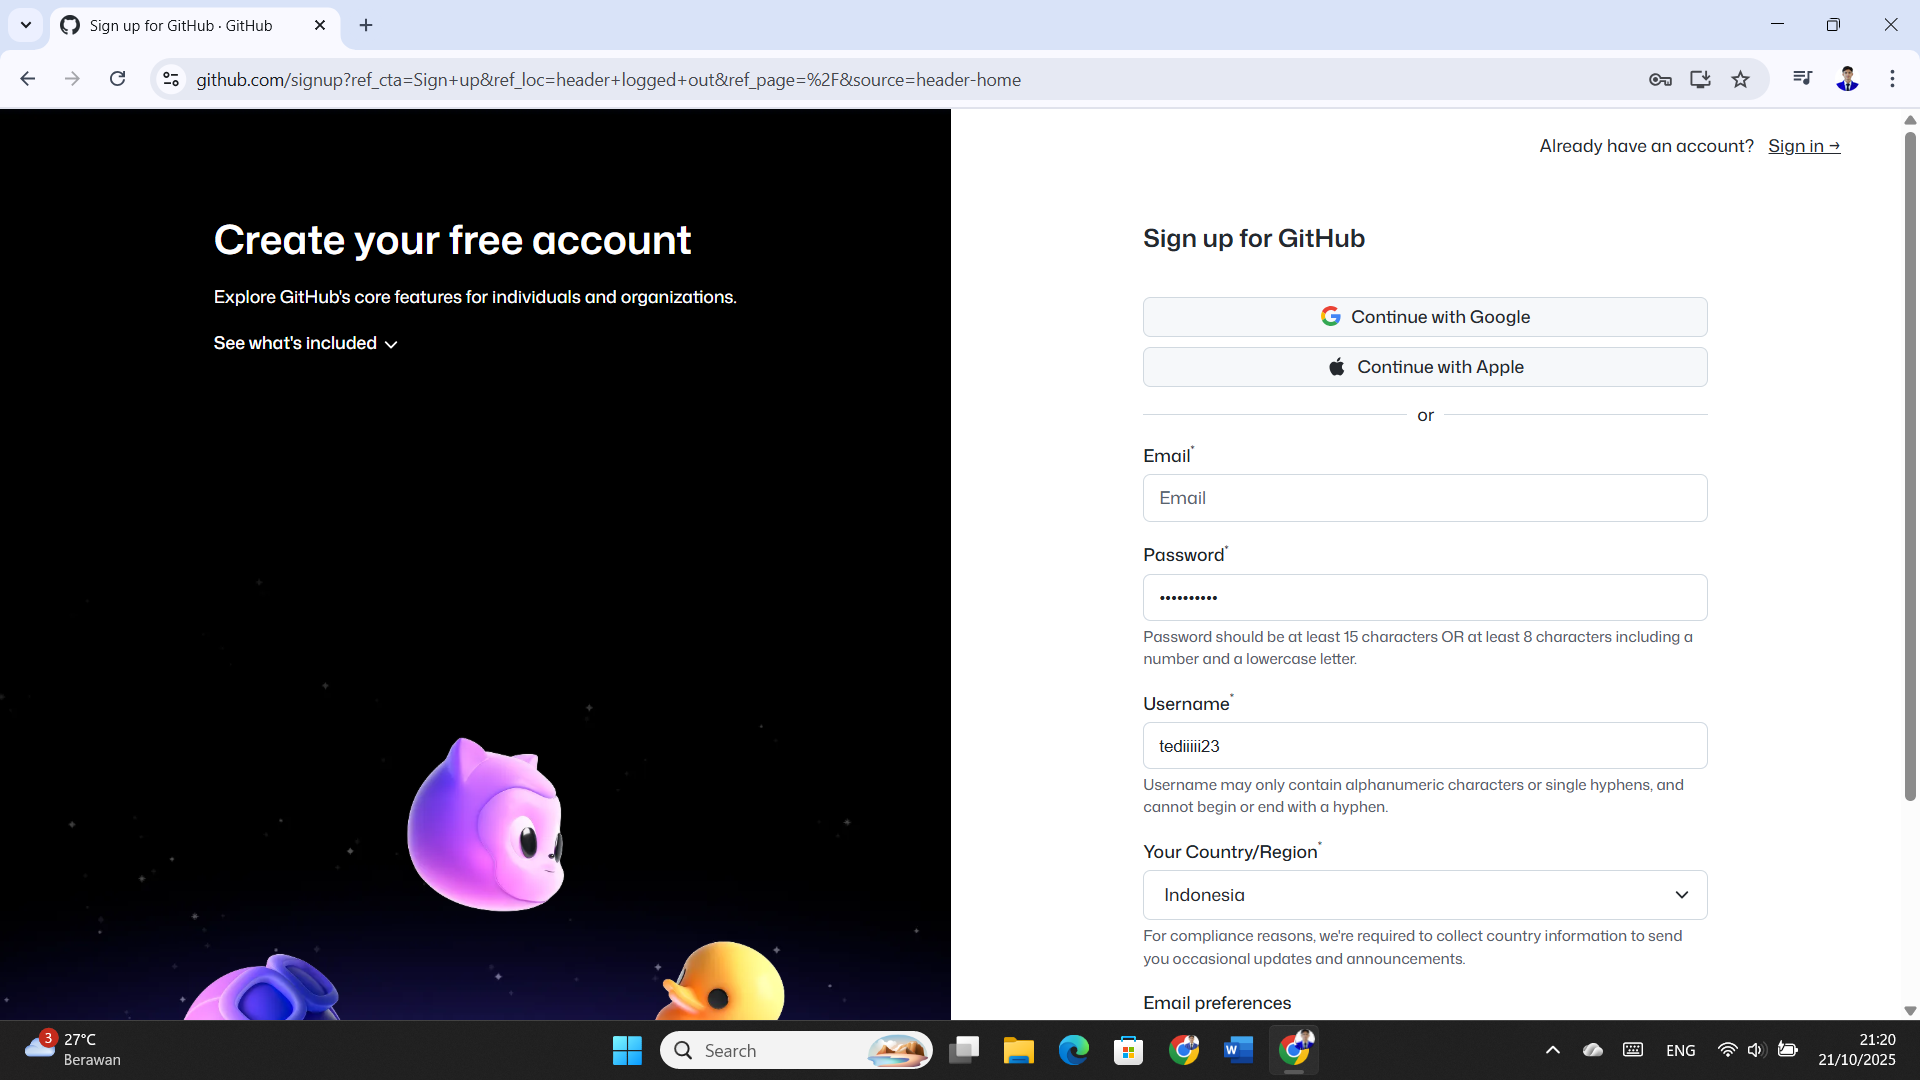 Sign up for GitHub · GitHub
github.com/signup?ref_cta=Sign+up&ref_loc=header+logged+out&ref_page=%2F&source=header-home
Already have an account? Sign in →
Create your free account
Explore GitHub's core features for individuals and organizations.
See what's included
Sign up for GitHub
Continue with Google
Continue with Apple
or
Email*
Email
Password*
••••••••••
Password should be at least 15 characters OR at least 8 characters including a
number and a lowercase letter.
Username*
tediiiii23
Username may only contain alphanumeric characters or single hyphens, and
cannot begin or end with a hyphen.
Your Country/Region*
Indonesia
For compliance reasons, we're required to collect country information to send
you occasional updates and announcements.
Email preferences
3
27°C
Berawan
Search
W
ENG
21:20
21/10/2025